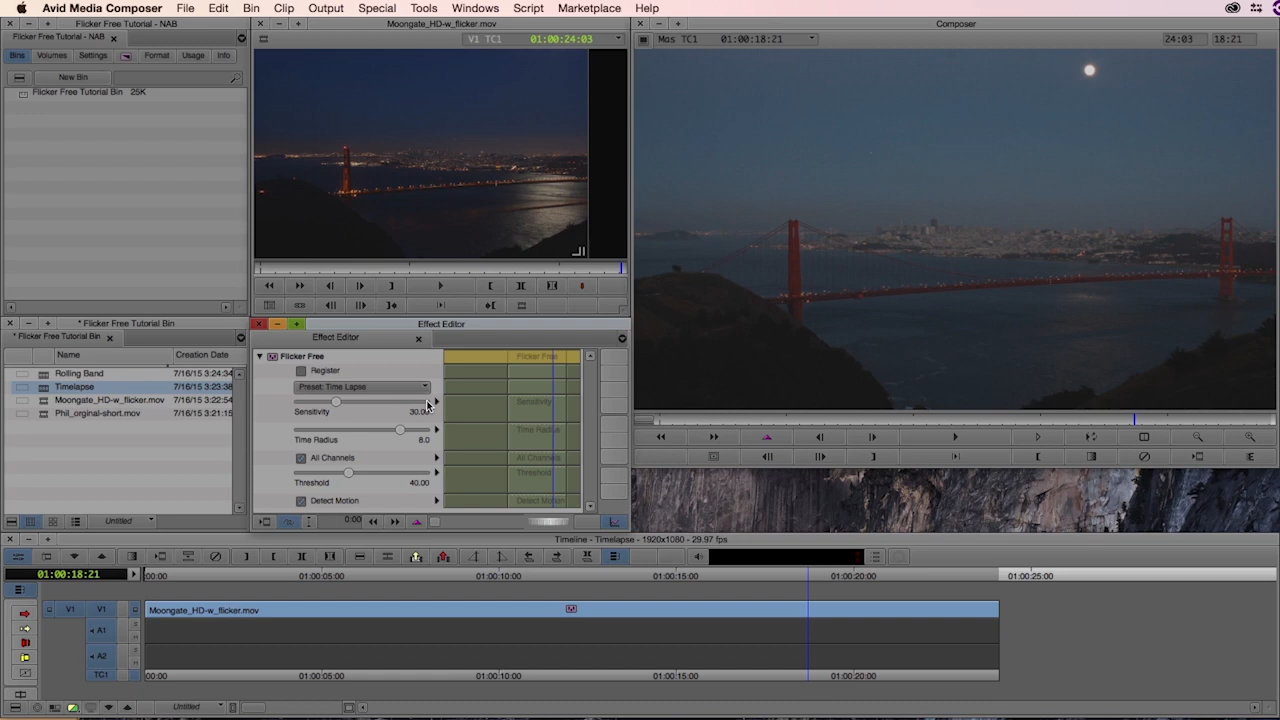 Avid Media Composer File Edit Bin Clip Output Special Tools Windows Script Marketplace Help
Flicker Free Tutorial - NAB
Flicker Free Tutorial - NAB
Bins Volumes Settings Format Usage Info
New Bin
Flicker Free Tutorial Bin 25K
Moongate_HD-w_flicker.mov
V1 TC1 01:00:24:03
Composer
Mas TC1 01:00:18:21 24:03 18:21
* Flicker Free Tutorial Bin
* Flicker Free Tutorial Bin
Name Creation Date
Rolling Band 7/16/15 3:24:34
Timelapse 7/16/15 3:23:38
Moongate_HD-w_flicker.mov 7/16/15 3:22:54
Phil_orginal-short.mov 7/16/15 3:21:15
Untitled
Effect Editor
Effect Editor
Flicker Free Flicker Free
Register
Preset: Time Lapse
Sensitivity
Sensitivity 30.00
Time Radius
Time Radius 8.0
All Channels All Channels
Threshold
Threshold 40.00
Detect Motion Detect Motion
0:00
Timeline - Timelapse - 1920x1080 - 29.97 fps
01:00:18:21 :00:00 01:00:05:00 01:00:10:00 01:00:15:00 01:00:20:00 01:00:25:00
V1 V1 Moongate_HD-w_flicker.mov
A1
A2
TC1 :00:00 01:00:05:00 01:00:10:00 01:00:15:00 01:00:20:00
Untitled